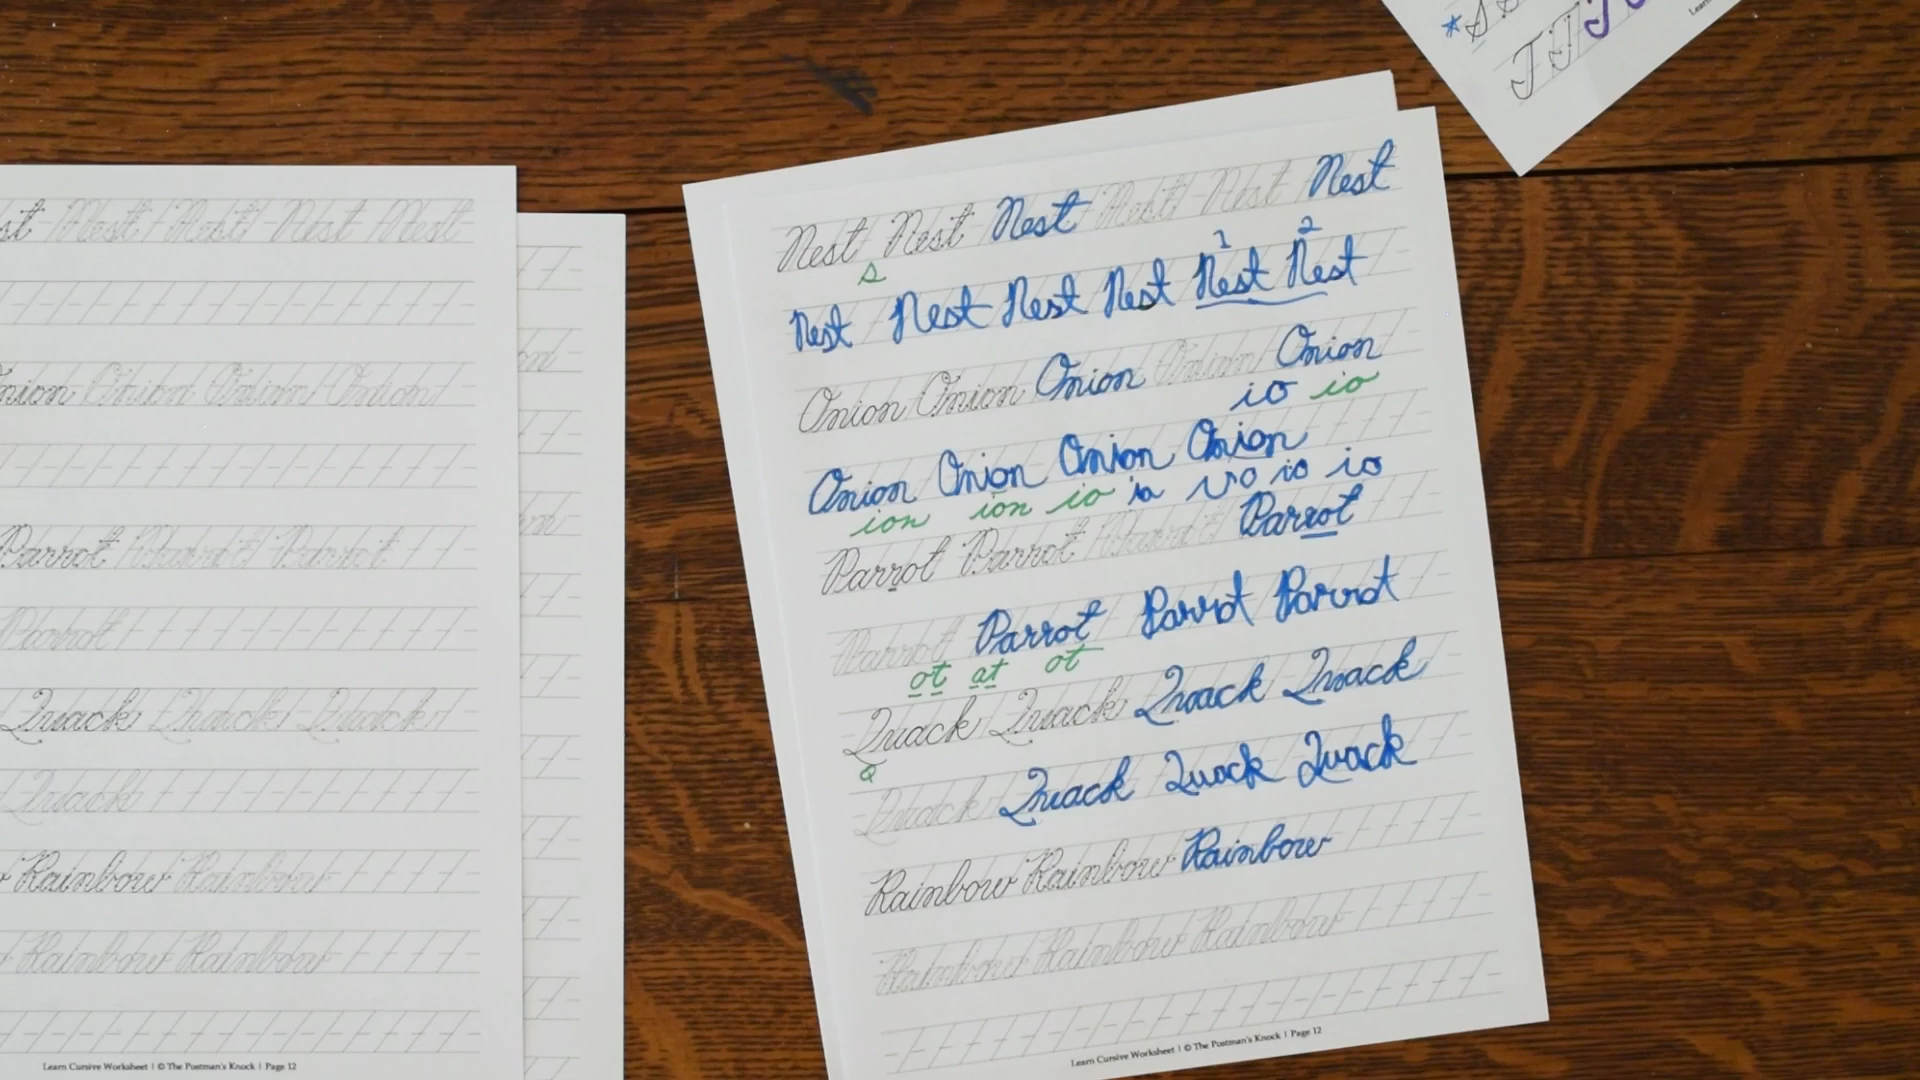 st Nest Nest Nest Nest
nion Onion Onion Onion
Parrot Parrot Parrot
Parrot
Quack Quack Quack
Quack
Rainbow Rainbow
Rainbow Rainbow
Learn Cursive Worksheet | © The Postman's Knock | Page 12
Nest Nest Nest Nest Nest Nest
s 1 2
Nest Nest Nest Nest Nest Nest
Onion Onion Onion Onion Onion
io io
Onion Onion Onion Onion
ion ion io io io io
Parrot Parrot Parrot Parrot
Parrot Parrot Parrot Parrot
ot at ot
Quack Quack Quack Quack
Q
Quack Quack Quack Quack
Rainbow Rainbow Rainbow
Rainbow Rainbow Rainbow
Learn Cursive Worksheet | © The Postman's Knock | Page 12
T T T